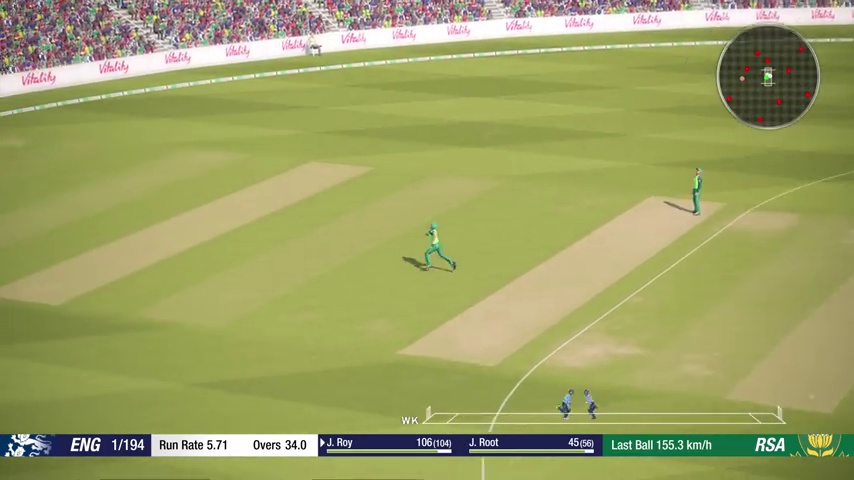 Vitality Vitality Vitality Vitality Vitality Vitality Vitality Vitality Vitality Vitality Vitality Vitality Vitality
WK
ENG 1/194 Run Rate 5.71 Overs 34.0 J. Roy 106 (104) J. Root 45 (56) Last Ball 155.3 km/h RSA